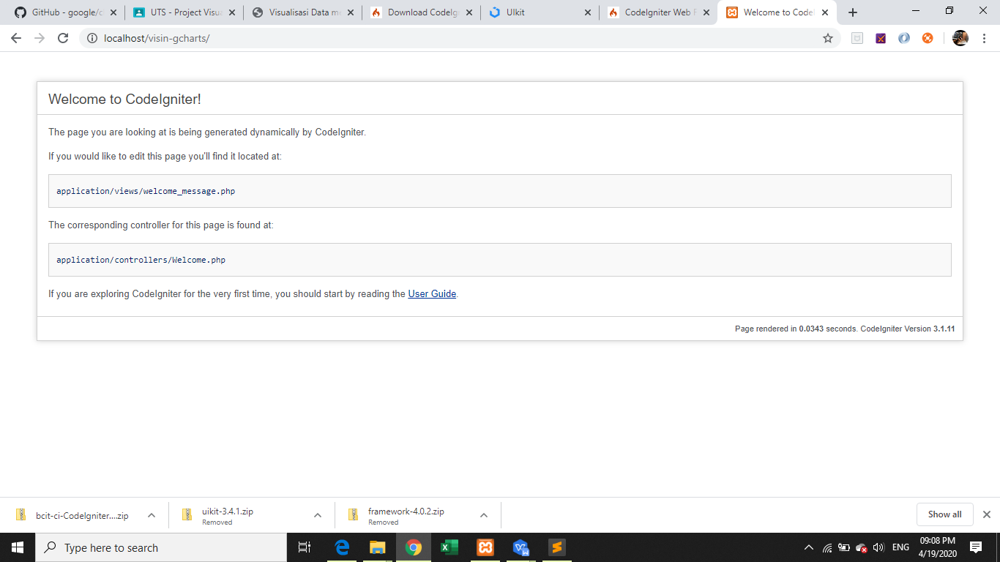 GitHub - google/c
UTS - Project Visua
Visualisasi Data m
Download CodeIg
UIkit
CodeIgniter Web F
Welcome to CodeI
localhost/visin-gcharts/
Welcome to CodeIgniter!
The page you are looking at is being generated dynamically by CodeIgniter.
If you would like to edit this page you'll find it located at:
application/views/welcome_message.php
The corresponding controller for this page is found at:
application/controllers/Welcome.php
If you are exploring CodeIgniter for the very first time, you should start by reading the User Guide.
Page rendered in 0.0343 seconds. CodeIgniter Version 3.1.11
bcit-ci-CodeIgniter....zip
uikit-3.4.1.zip
Removed
framework-4.0.2.zip
Removed
Show all
Type here to search
ENG
09:08 PM
4/19/2020